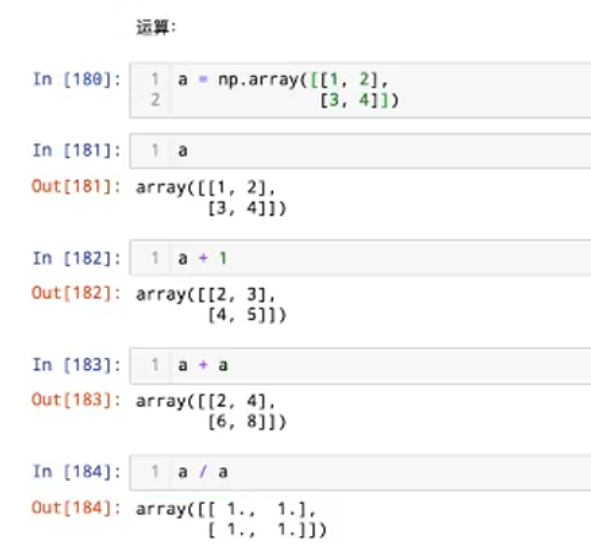 运算:
In [180]: 1 a = np.array([[1, 2],
2 [3, 4]])
In [181]: 1 a
Out[181]: array([[1, 2],
[3, 4]])
In [182]: 1 a + 1
Out[182]: array([[2, 3],
[4, 5]])
In [183]: 1 a + a
Out[183]: array([[2, 4],
[6, 8]])
In [184]: 1 a / a
Out[184]: array([[ 1., 1.],
[ 1., 1.]])